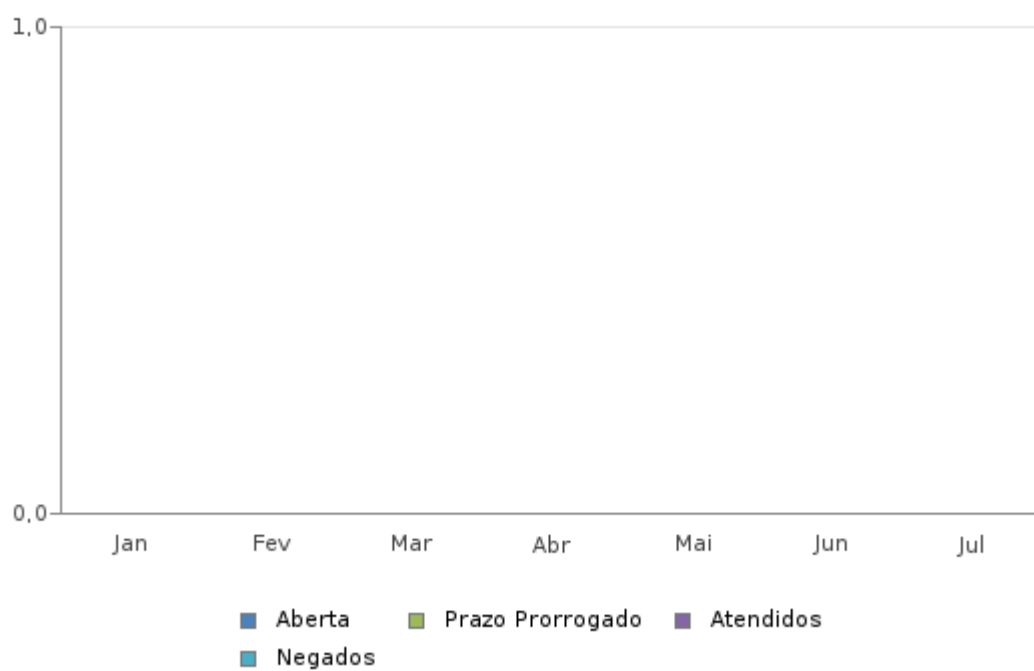 1,0
0,0
Jan Fev Mar Abr Mai Jun Jul
Aberta Prazo Prorrogado Atendidos
Negados